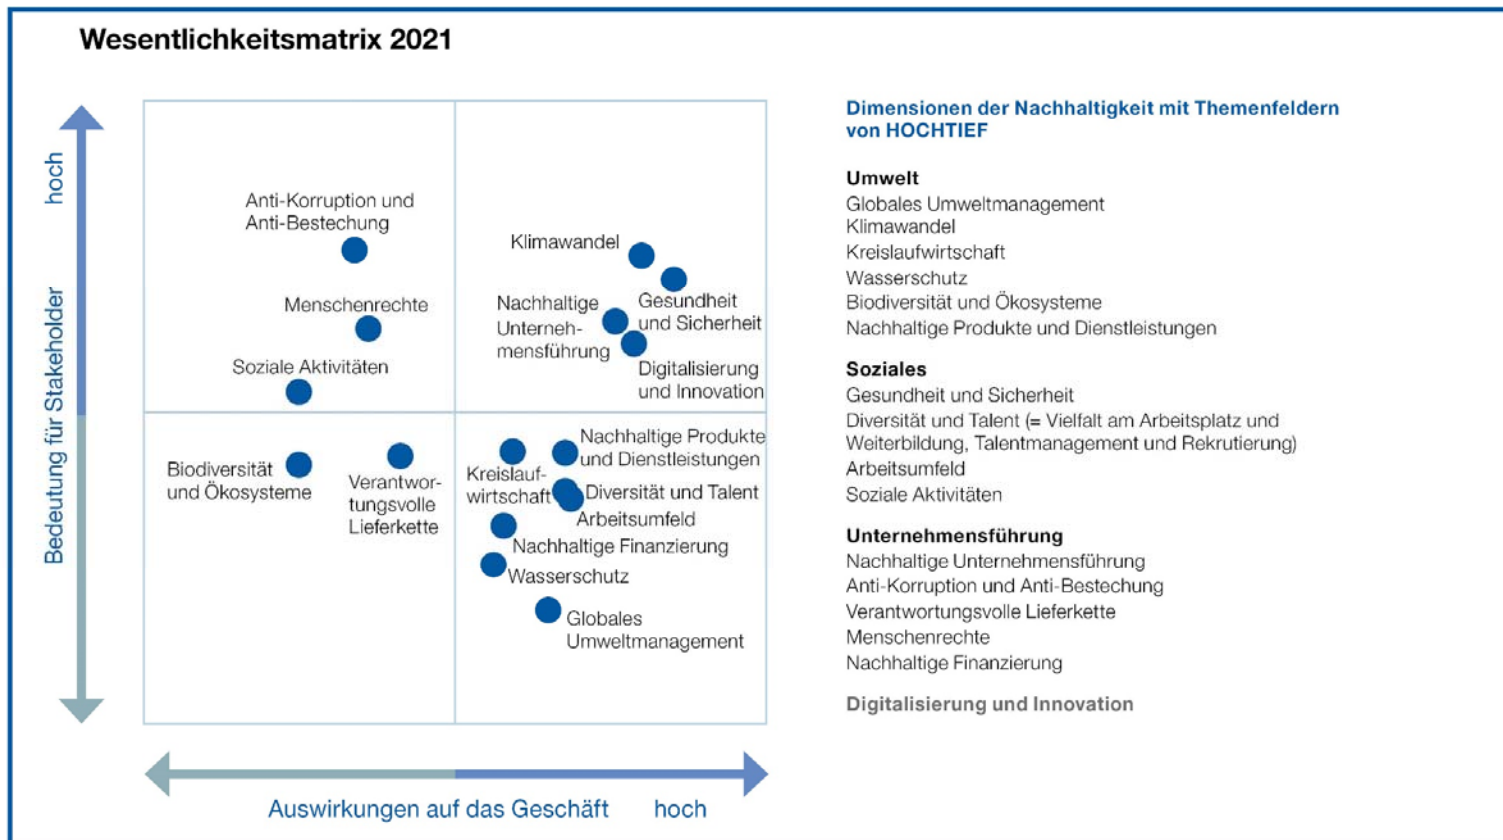 Wesentlichkeitsmatrix 2021
hoch
Bedeutung für Stakeholder
Anti-Korruption und
Anti-Bestechung
Menschenrechte
Soziale Aktivitäten
Klimawandel
Gesundheit
und Sicherheit
Nachhaltige
Unterneh-
mensführung
Digitalisierung
und Innovation
Biodiversität
und Ökosysteme
Verantwor-
tungsvolle
Lieferkette
Kreislauf-
wirtschaft
Nachhaltige Produkte
und Dienstleistungen
Diversität und Talent
Arbeitsumfeld
Nachhaltige Finanzierung
Wasserschutz
Globales
Umweltmanagement
Auswirkungen auf das Geschäft hoch
Dimensionen der Nachhaltigkeit mit Themenfeldern
von HOCHTIEF
Umwelt
Globales Umweltmanagement
Klimawandel
Kreislaufwirtschaft
Wasserschutz
Biodiversität und Ökosysteme
Nachhaltige Produkte und Dienstleistungen
Soziales
Gesundheit und Sicherheit
Diversität und Talent (= Vielfalt am Arbeitsplatz und
Weiterbildung, Talentmanagement und Rekrutierung)
Arbeitsumfeld
Soziale Aktivitäten
Unternehmensführung
Nachhaltige Unternehmensführung
Anti-Korruption und Anti-Bestechung
Verantwortungsvolle Lieferkette
Menschenrechte
Nachhaltige Finanzierung
Digitalisierung und Innovation